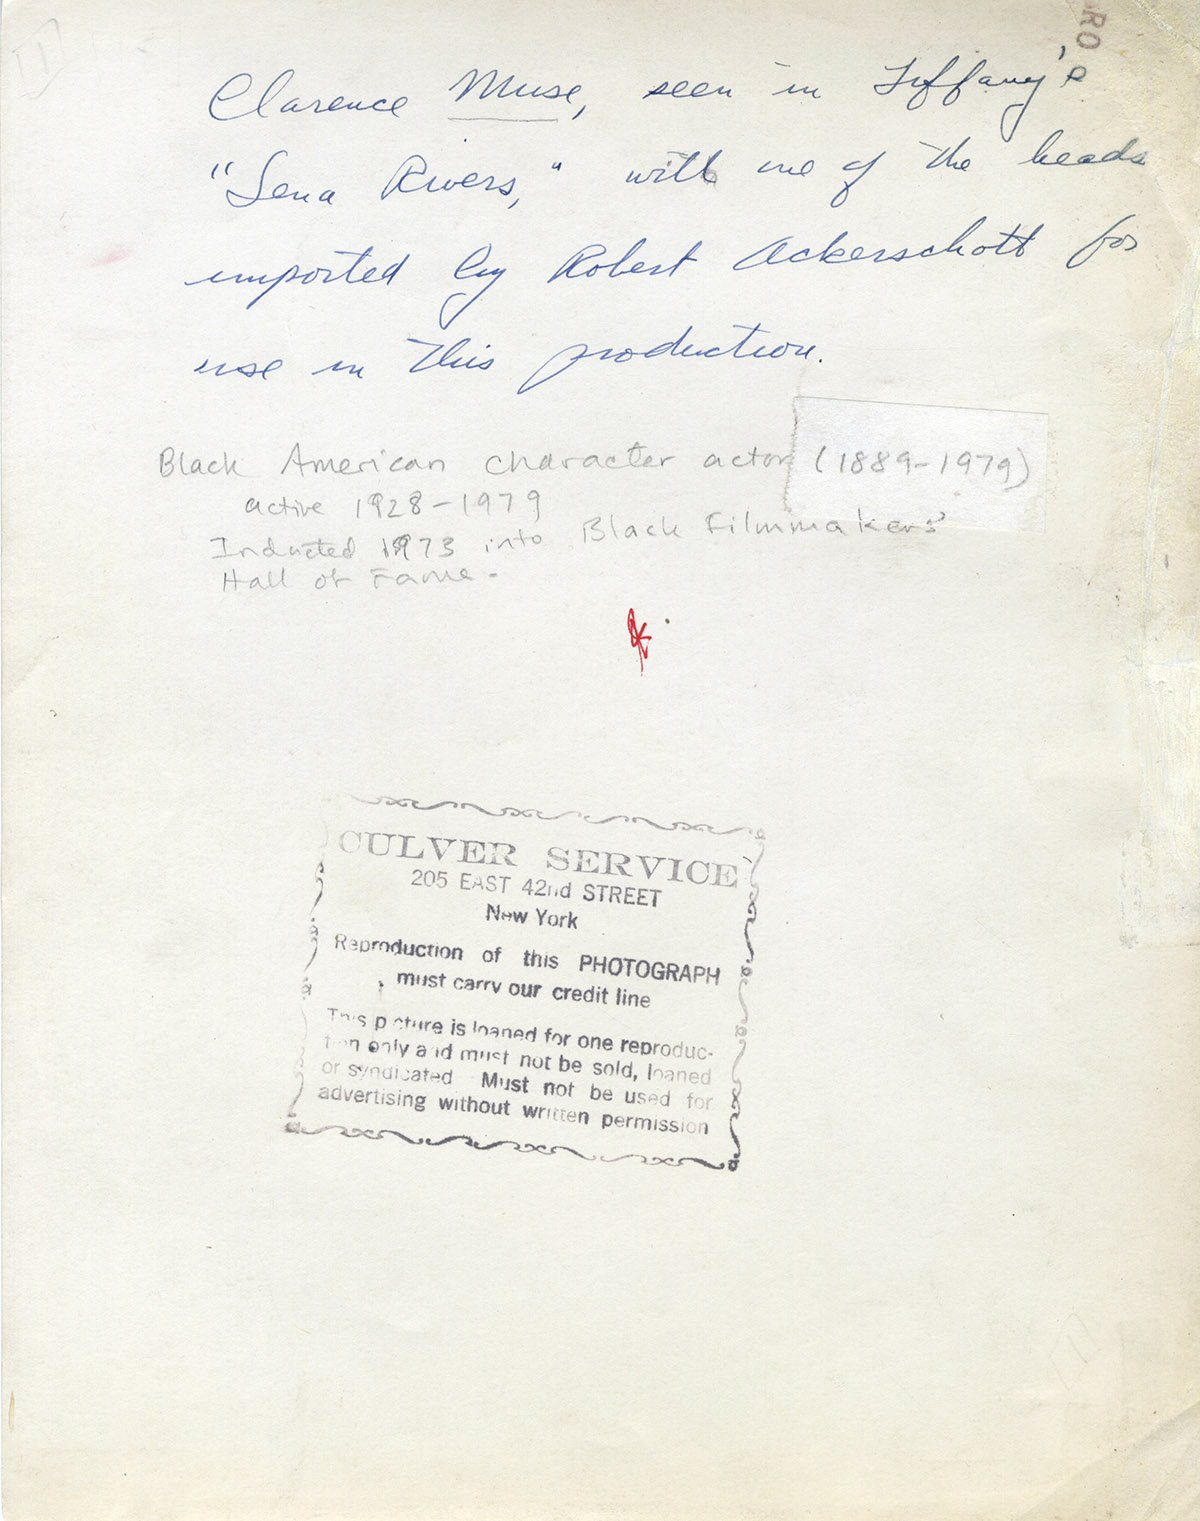 RO
Clarence Muse, seen in Tiffany's
"Lena Rivers," with one of the heads
imported by Robert Ackerschott for
use in this production.
Black American character actor (1889-1979)
active 1928-1979
Inducted 1973 into Black Filmmakers'
Hall of Fame.
CULVER SERVICE
205 EAST 42nd STREET
New York
Reproduction of this PHOTOGRAPH
must carry our credit line
This picture is loaned for one reproduc-
tion only and must not be sold, loaned
or syndicated Must not be used for
advertising without written permission